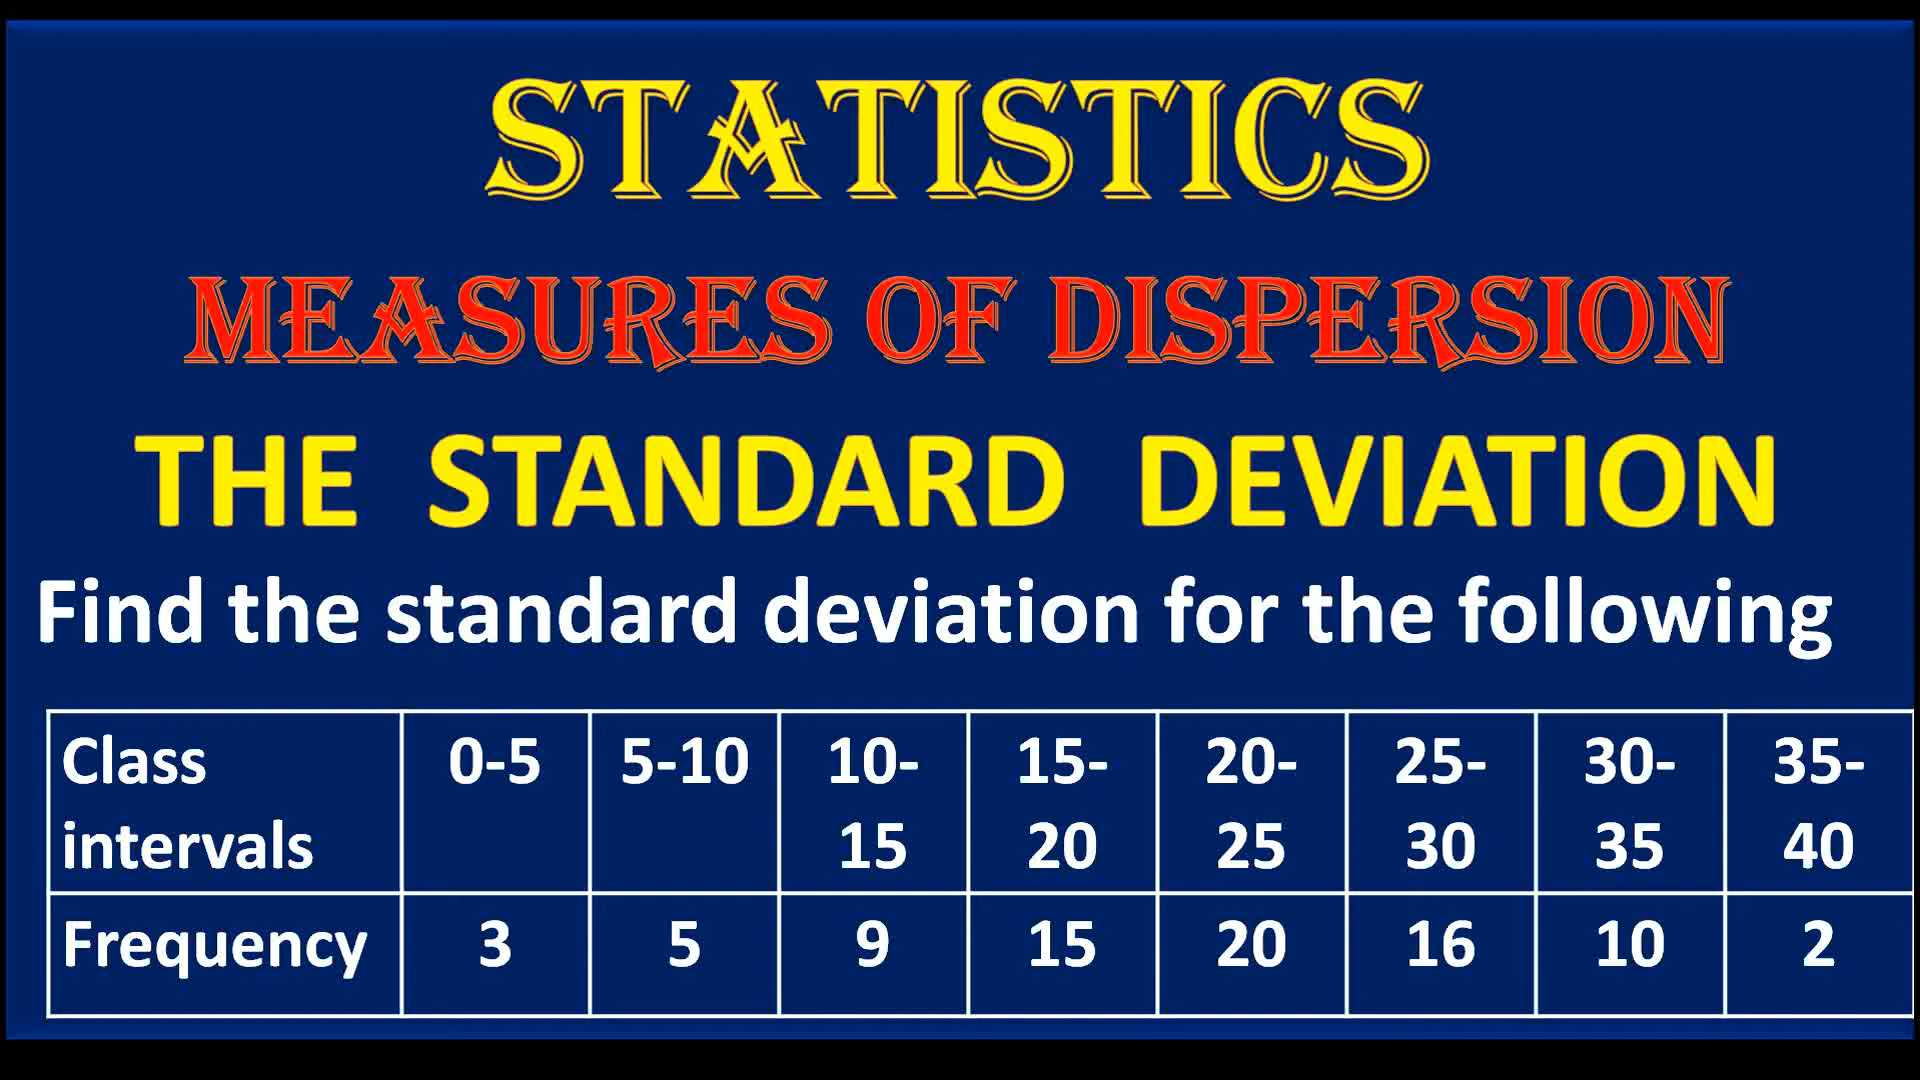 STATISTICS
MEASURES OF DISPERSION
THE STANDARD DEVIATION
Find the standard deviation for the following
Class intervals 0-5 5-10 10-15 15-20 20-25 25-30 30-35 35-40
Frequency 3 5 9 15 20 16 10 2